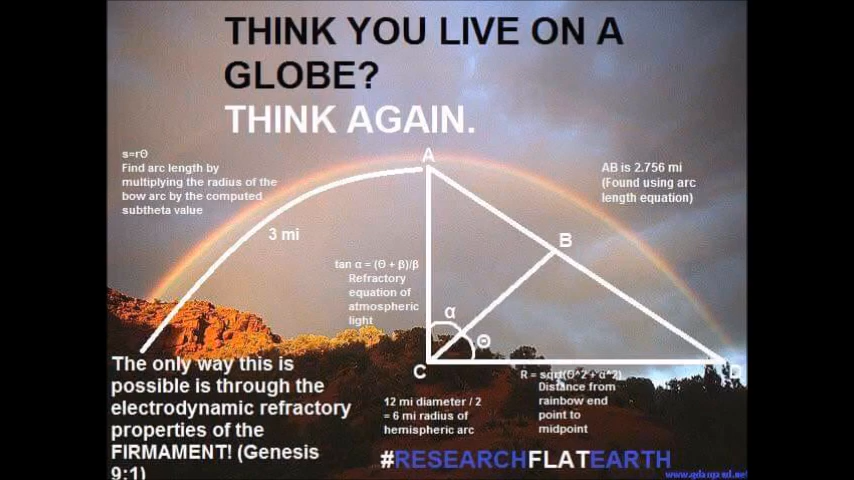 THINK YOU LIVE ON A
GLOBE?
THINK AGAIN.
s=rΘ
Find arc length by
multiplying the radius of the
bow arc by the computed
subtheta value
A
AB is 2.756 mi
(Found using arc
length equation)
3 mi
B
tan α = (Θ + β)/β
Refractory
equation of
atmospheric
light
α
Θ
The only way this is
possible is through the
electrodynamic refractory
properties of the
FIRMAMENT! (Genesis
9:1)
C
D
R = sqrt(Θ^2 + α^2)
Distance from
rainbow end
point to
midpoint
12 mi diameter / 2
= 6 mi radius of
hemispheric arc
#RESEARCHFLATEARTH